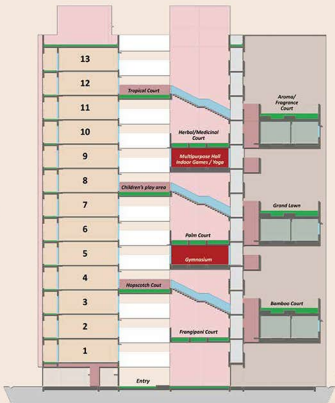 13
12
Tropical Court
Aroma/
Fragrance
Court
11
10
Herbal/Medicinal
Court
9
Multipurpose Hall
Indoor Games / Yoga
8
Children's play area
7
Grand Lawn
6
Palm Court
5
Gymnasium
4
Hopscotch Cout
3
Bamboo Court
2
Frangipani Court
1
Entry